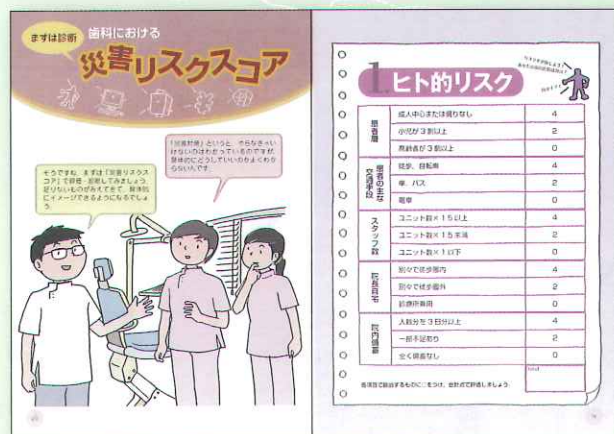 まずは診断
歯科における
災害リスクスコア
「災害対策」というと、やらなきゃい
けないのはわかっているのですが、
具体的にどうしていいのかよくわか
らないんです。
そうですね、まずは「災害リスクス
コア」で評価・診断してみましょう。
足りないものがみえてきて、具体的
にイメージできるようになるでしょ
う。
1.ヒト的リスク
患者層
成人中心または偏りなし 4
小児が3割以上 2
高齢者が3割以上 0
患者の主な交通手段
徒歩、自転車 4
車、バス 2
電車 0
スタッフ数
ユニット数×1.5以上 4
ユニット数×1.5未満 2
ユニット数×1以下 0
院長自宅
別々で徒歩圏内 4
別々で徒歩圏外 2
診療所兼用 0
院内備蓄
人数分を3日分以上 4
一部不足あり 2
全く備蓄なし 0
total
各項目で該当するものに○をつけ、合計点で評価しましょう。